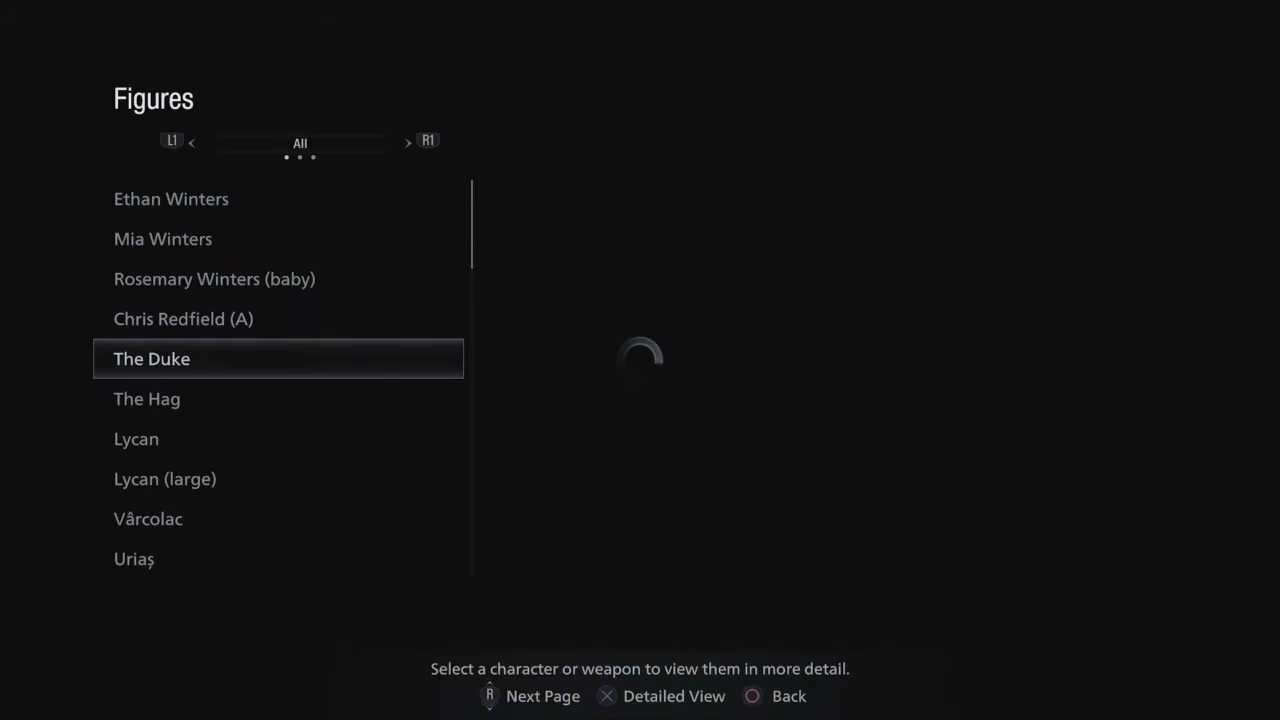 Figures
L1 < All > R1
Ethan Winters
Mia Winters
Rosemary Winters (baby)
Chris Redfield (A)
The Duke
The Hag
Lycan
Lycan (large)
Vârcolac
Uriaș
Select a character or weapon to view them in more detail.
R Next Page Detailed View Back